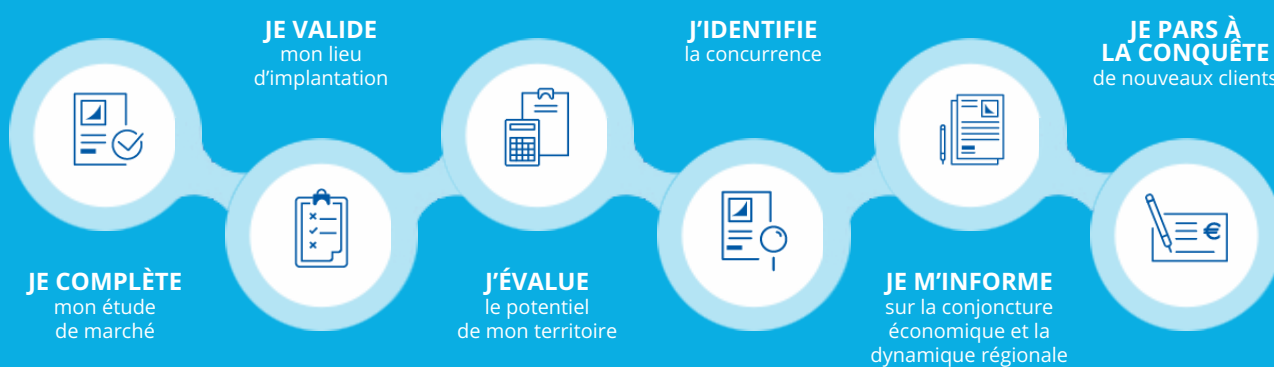 JE COMPLÈTE
mon étude
de marché
JE VALIDE
mon lieu
d’implantation
J’ÉVALUE
le potentiel
de mon territoire
J’IDENTIFIE
la concurrence
JE M’INFORME
sur la conjoncture
économique et la
dynamique régionale
JE PARS À
LA CONQUÊTE
de nouveaux clients
€